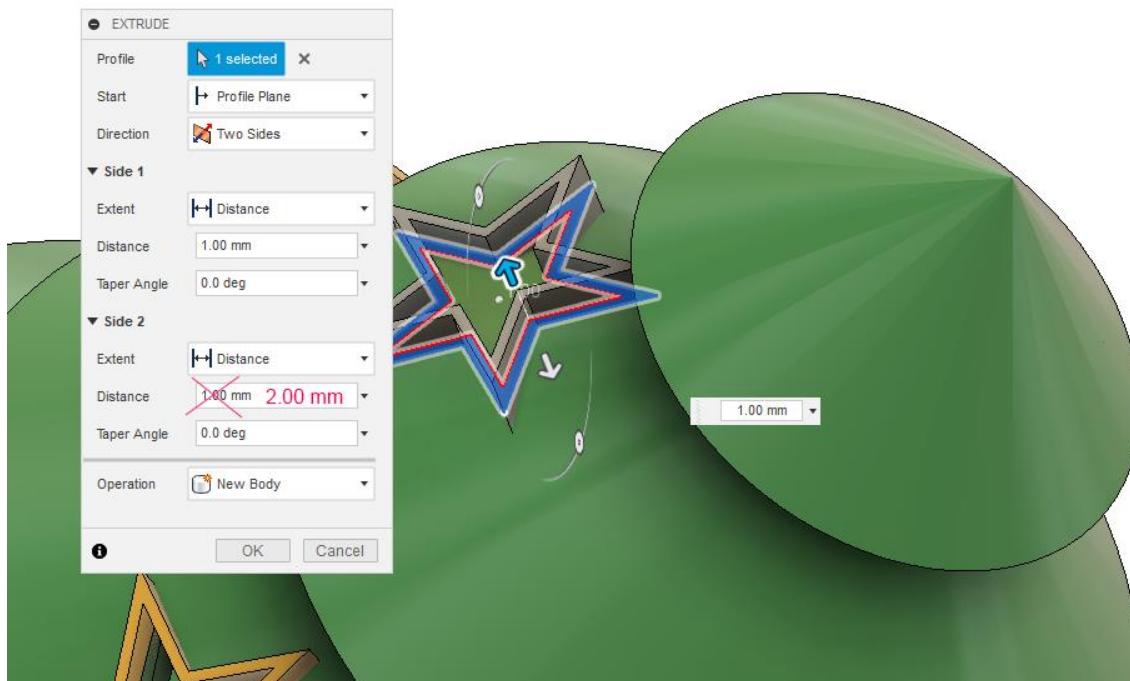 EXTRUDE
Profile 1 selected
Start Profile Plane
Direction Two Sides
Side 1
Extent Distance
Distance 1.00 mm
Taper Angle 0.0 deg
Side 2
Extent Distance
Distance 1.00 mm 2.00 mm
Taper Angle 0.0 deg
Operation New Body
OK Cancel
1.00 mm